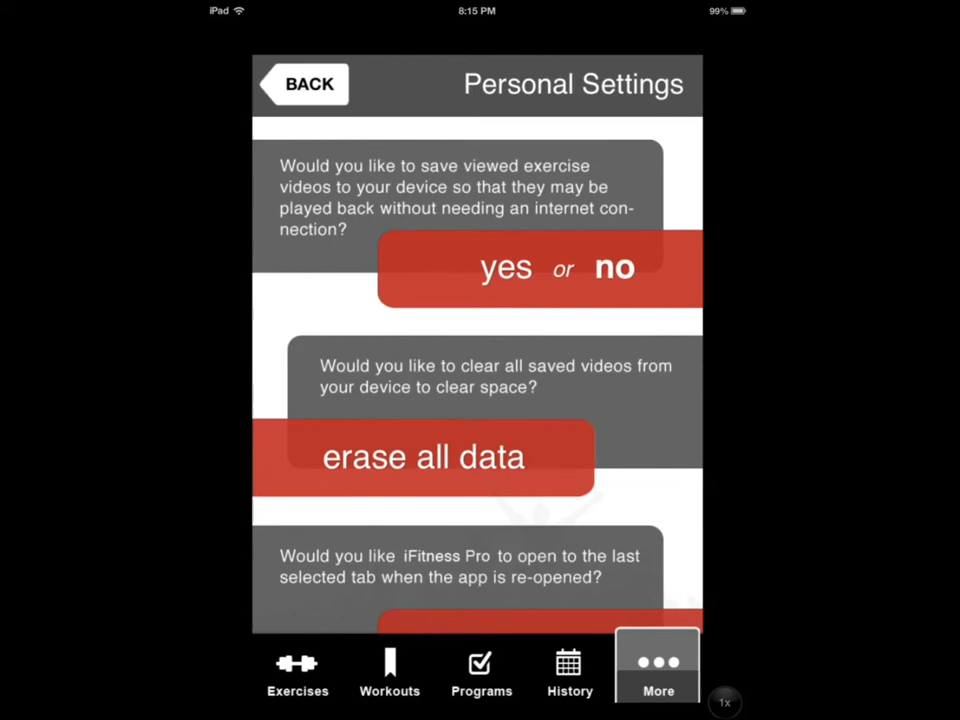 iPad 8:15 PM 99%
BACK Personal Settings
Would you like to save viewed exercise
videos to your device so that they may be
played back without needing an internet con-
nection?
yes or no
Would you like to clear all saved videos from
your device to clear space?
erase all data
Would you like iFitness Pro to open to the last
selected tab when the app is re-opened?
Exercises Workouts Programs History More
1x